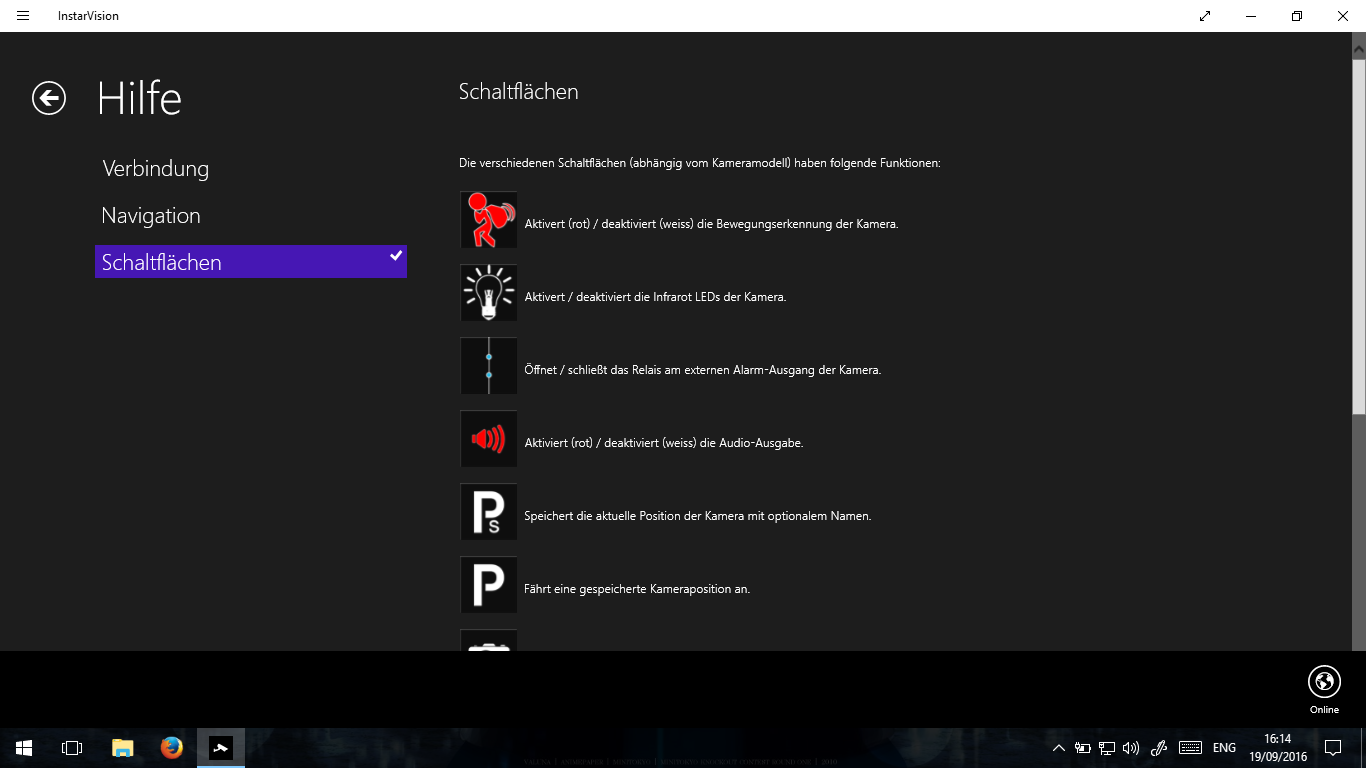 InstarVision
Hilfe
Verbindung
Navigation
Schaltflächen
Schaltflächen
Die verschiedenen Schaltflächen (abhängig vom Kameramodell) haben folgende Funktionen:
Aktivert (rot) / deaktiviert (weiss) die Bewegungserkennung der Kamera.
Aktivert / deaktiviert die Infrarot LEDs der Kamera.
Öffnet / schließt das Relais am externen Alarm-Ausgang der Kamera.
Aktiviert (rot) / deaktiviert (weiss) die Audio-Ausgabe.
Ps
Speichert die aktuelle Position der Kamera mit optionalem Namen.
P
Fährt eine gespeicherte Kameraposition an.
Online
ENG
16:14
19/09/2016